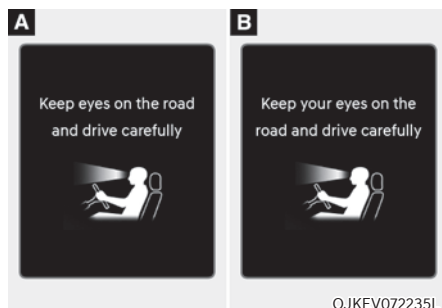 A
Keep eyes on the road
and drive carefully
B
Keep your eyes on the
road and drive carefully
OJKEV072235L